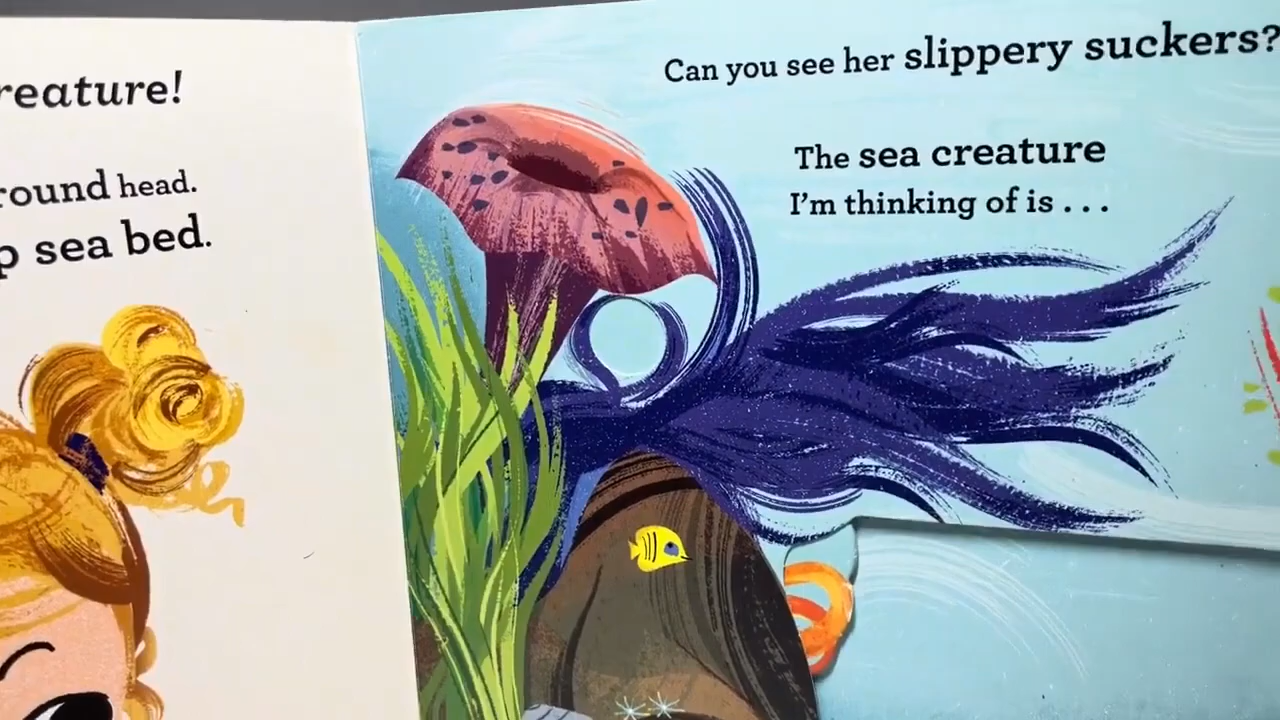 reature!
round head.
p sea bed.
Can you see her slippery suckers?
The sea creature
I'm thinking of is . . .